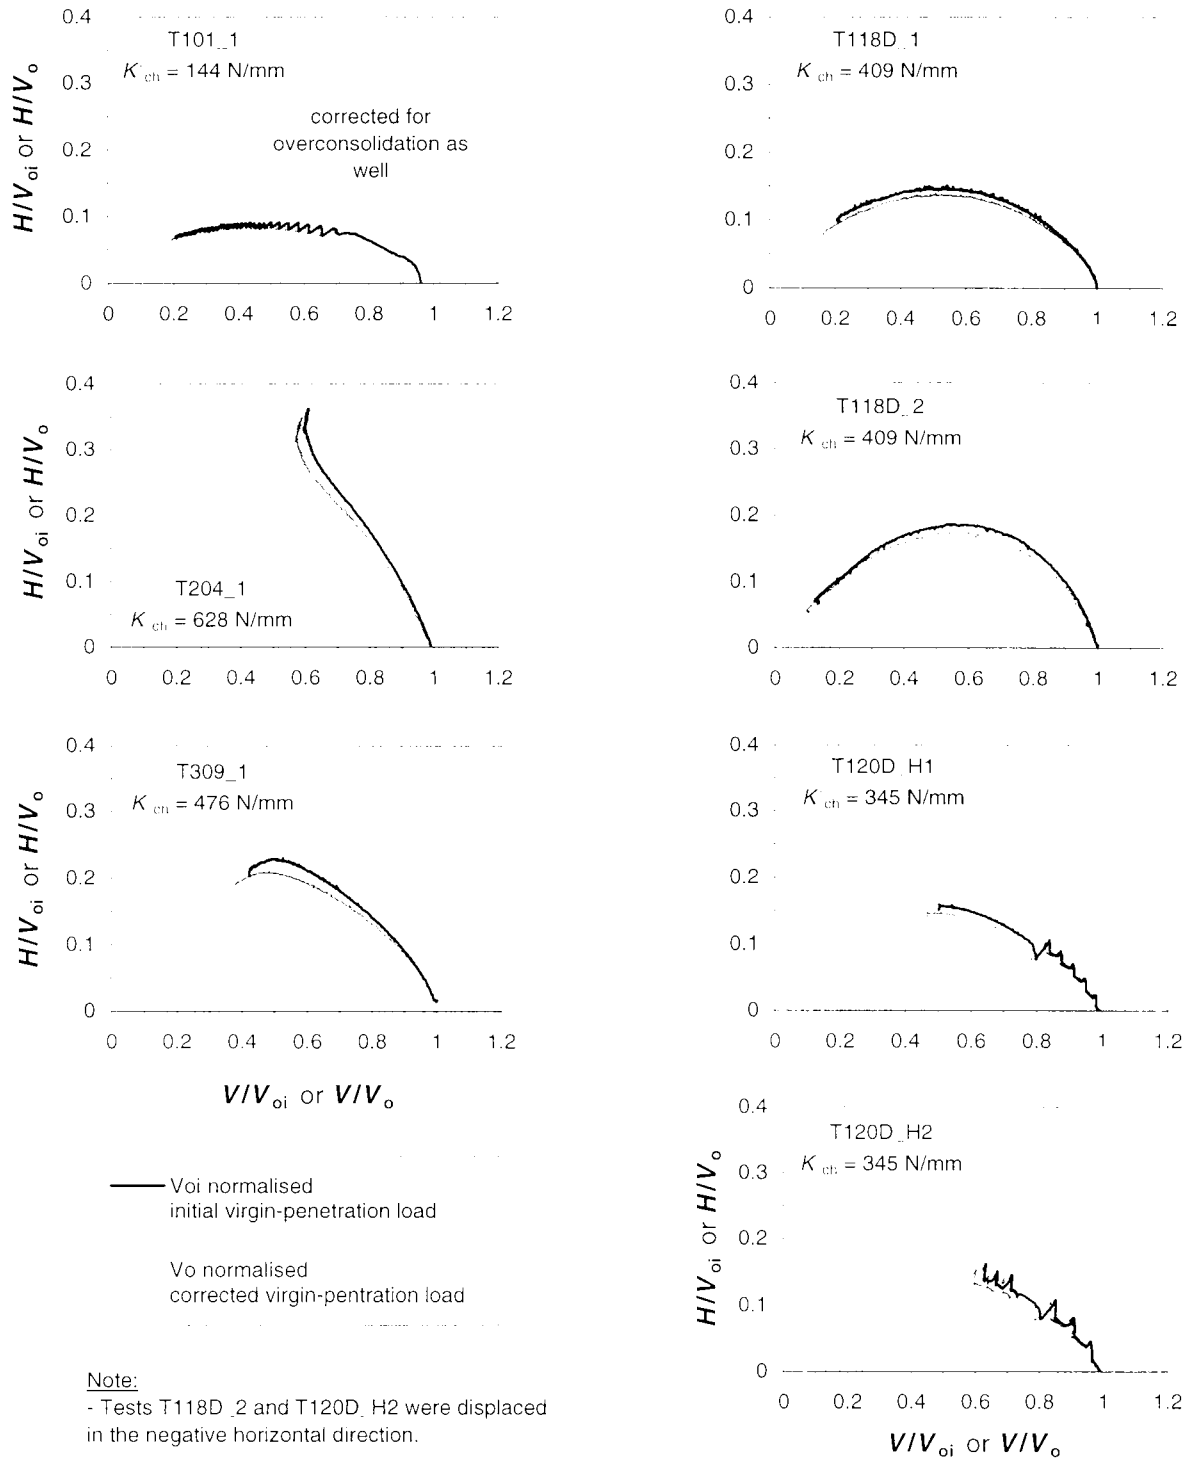 0.4
T101_1
K'ch = 144 N/mm
0.3
corrected for
overconsolidation as
well
0.2
0.1
0
0 0.2 0.4 0.6 0.8 1 1.2
H/Voi or H/Vo
0.4
T118D_1
K'ch = 409 N/mm
0.3
0.2
0.1
0
0 0.2 0.4 0.6 0.8 1 1.2
0.4
0.3
0.2
T204_1
0.1
K'ch = 628 N/mm
0
0 0.2 0.4 0.6 0.8 1 1.2
H/Voi or H/Vo
0.4
T118D_2
K'ch = 409 N/mm
0.3
0.2
0.1
0
0 0.2 0.4 0.6 0.8 1 1.2
0.4
T309_1
K'ch = 476 N/mm
0.3
0.2
0.1
0
0 0.2 0.4 0.6 0.8 1 1.2
H/Voi or H/Vo
V/Voi or V/Vo
0.4
T120D_H1
K'ch = 345 N/mm
0.3
0.2
0.1
0
0 0.2 0.4 0.6 0.8 1 1.2
0.4
T120D_H2
K'ch = 345 N/mm
0.3
0.2
0.1
0
0 0.2 0.4 0.6 0.8 1 1.2
H/Voi or H/Vo
V/Voi or V/Vo
Voi normalised
initial virgin-penetration load
Vo normalised
corrected virgin-pentration load
Note:
- Tests T118D_2 and T120D_H2 were displaced
in the negative horizontal direction.